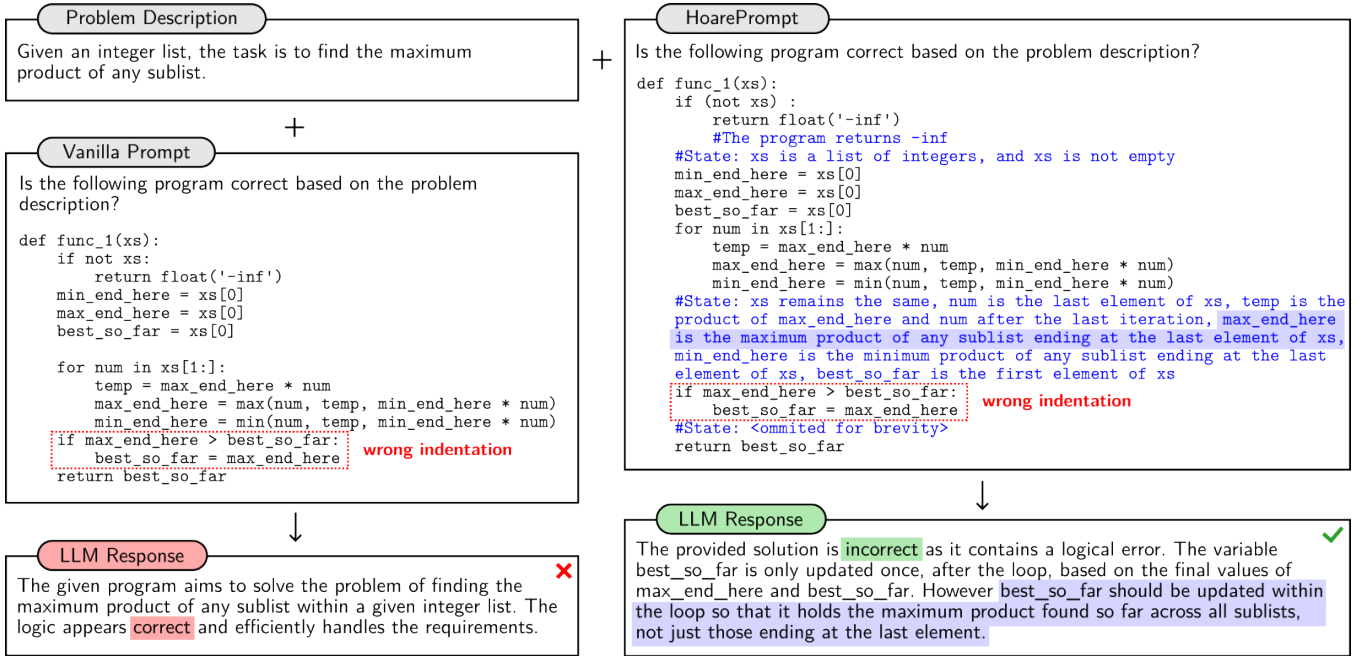 Problem Description
Given an integer list, the task is to find the maximum
product of any sublist.
+
Vanilla Prompt
Is the following program correct based on the problem
description?
def func_1(xs):
    if not xs:
        return float('-inf')
    min_end_here = xs[0]
    max_end_here = xs[0]
    best_so_far = xs[0]
    for num in xs[1:]:
        temp = max_end_here * num
        max_end_here = max(num, temp, min_end_here * num)
        min_end_here = min(num, temp, min_end_here * num)
    if max_end_here > best_so_far:
        best_so_far = max_end_here
wrong indentation
    return best_so_far
LLM Response
The given program aims to solve the problem of finding the
maximum product of any sublist within a given integer list. The
logic appears correct and efficiently handles the requirements.
+
HoarePrompt
Is the following program correct based on the problem description?
def func_1(xs):
    if (not xs) :
        return float('-inf')
        #The program returns -inf
    #State: xs is a list of integers, and xs is not empty
    min_end_here = xs[0]
    max_end_here = xs[0]
    best_so_far = xs[0]
    for num in xs[1:]:
        temp = max_end_here * num
        max_end_here = max(num, temp, min_end_here * num)
        min_end_here = min(num, temp, min_end_here * num)
    #State: xs remains the same, num is the last element of xs, temp is the
    product of max_end_here and num after the last iteration, max_end_here
    is the maximum product of any sublist ending at the last element of xs,
    min_end_here is the minimum product of any sublist ending at the last
    element of xs, best_so_far is the first element of xs
    if max_end_here > best_so_far:
        best_so_far = max_end_here
wrong indentation
    #State: <ommited for brevity>
    return best_so_far
LLM Response
The provided solution is incorrect as it contains a logical error. The variable
best_so_far is only updated once, after the loop, based on the final values of
max_end_here and best_so_far. However best_so_far should be updated within
the loop so that it holds the maximum product found so far across all sublists,
not just those ending at the last element.